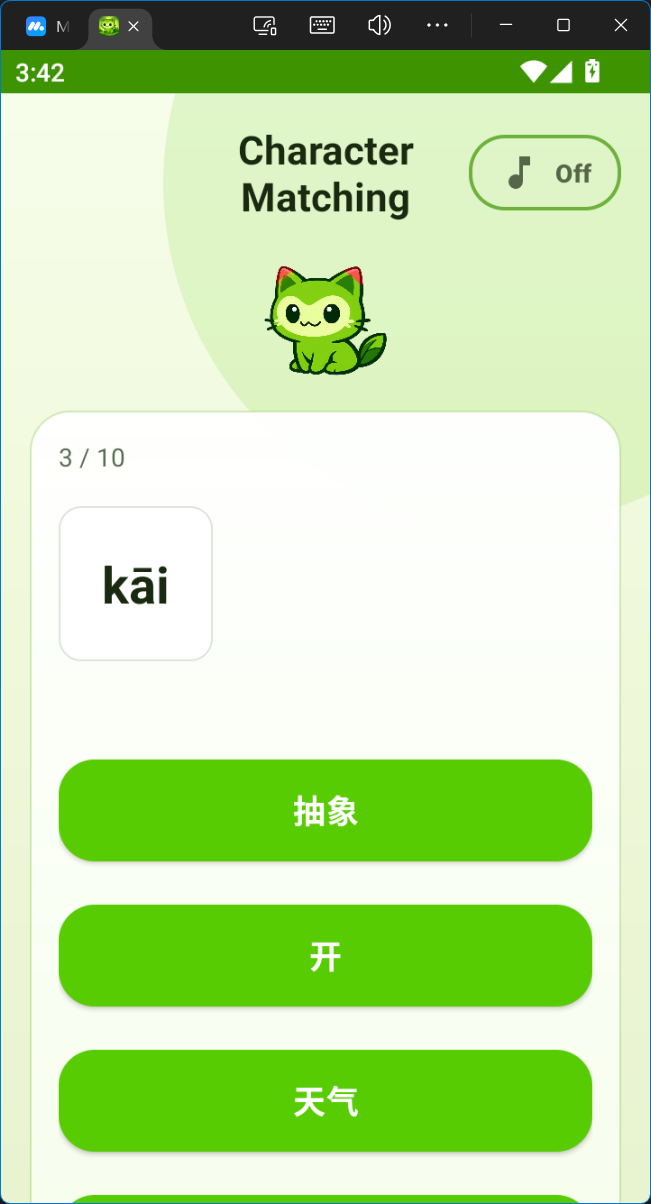 M
3:42
Character
Matching
Off
3 / 10
kāi
抽象
开
天气